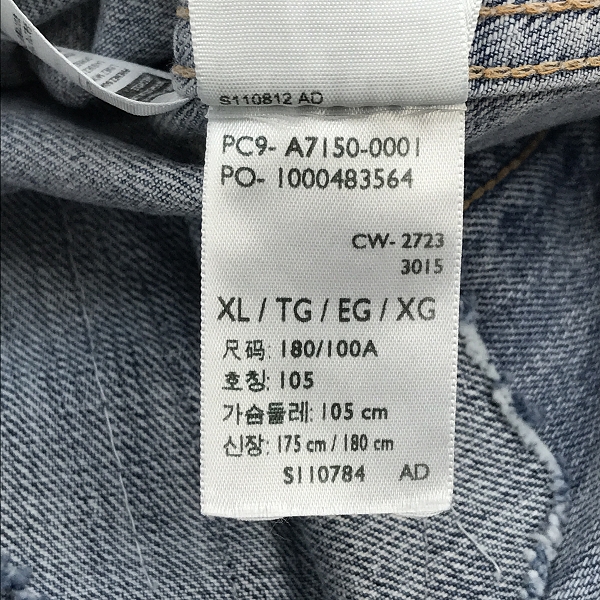 S110812 AD
PC9- A7150-0001
PO- 1000483564
CW- 2723
3015
XL / TG / EG / XG
尺码: 180/100A
호칭: 105
가슴둘레: 105 cm
신장: 175 cm / 180 cm
S110784 AD